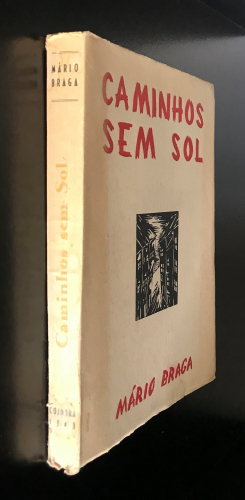 MÁRIO
BRAGA
Caminhos sem Sol
COIMBRA
CAMINHOS
SEM SOL
MÁRIO BRAGA